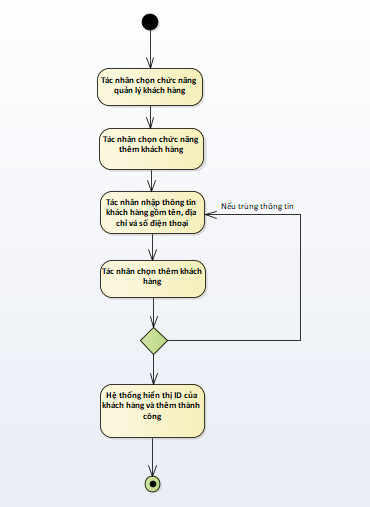 Tác nhân chọn chức năng
quản lý khách hàng
Tác nhân chọn chức năng
thêm khách hàng
Tác nhân nhập thông tin
khách hàng gồm tên, địa
chỉ vá số điện thoại
Nếu trùng thông tin
Tác nhân chọn thêm khách
hàng
Hệ thống hiển thị ID của
khách hàng và thêm thành
công